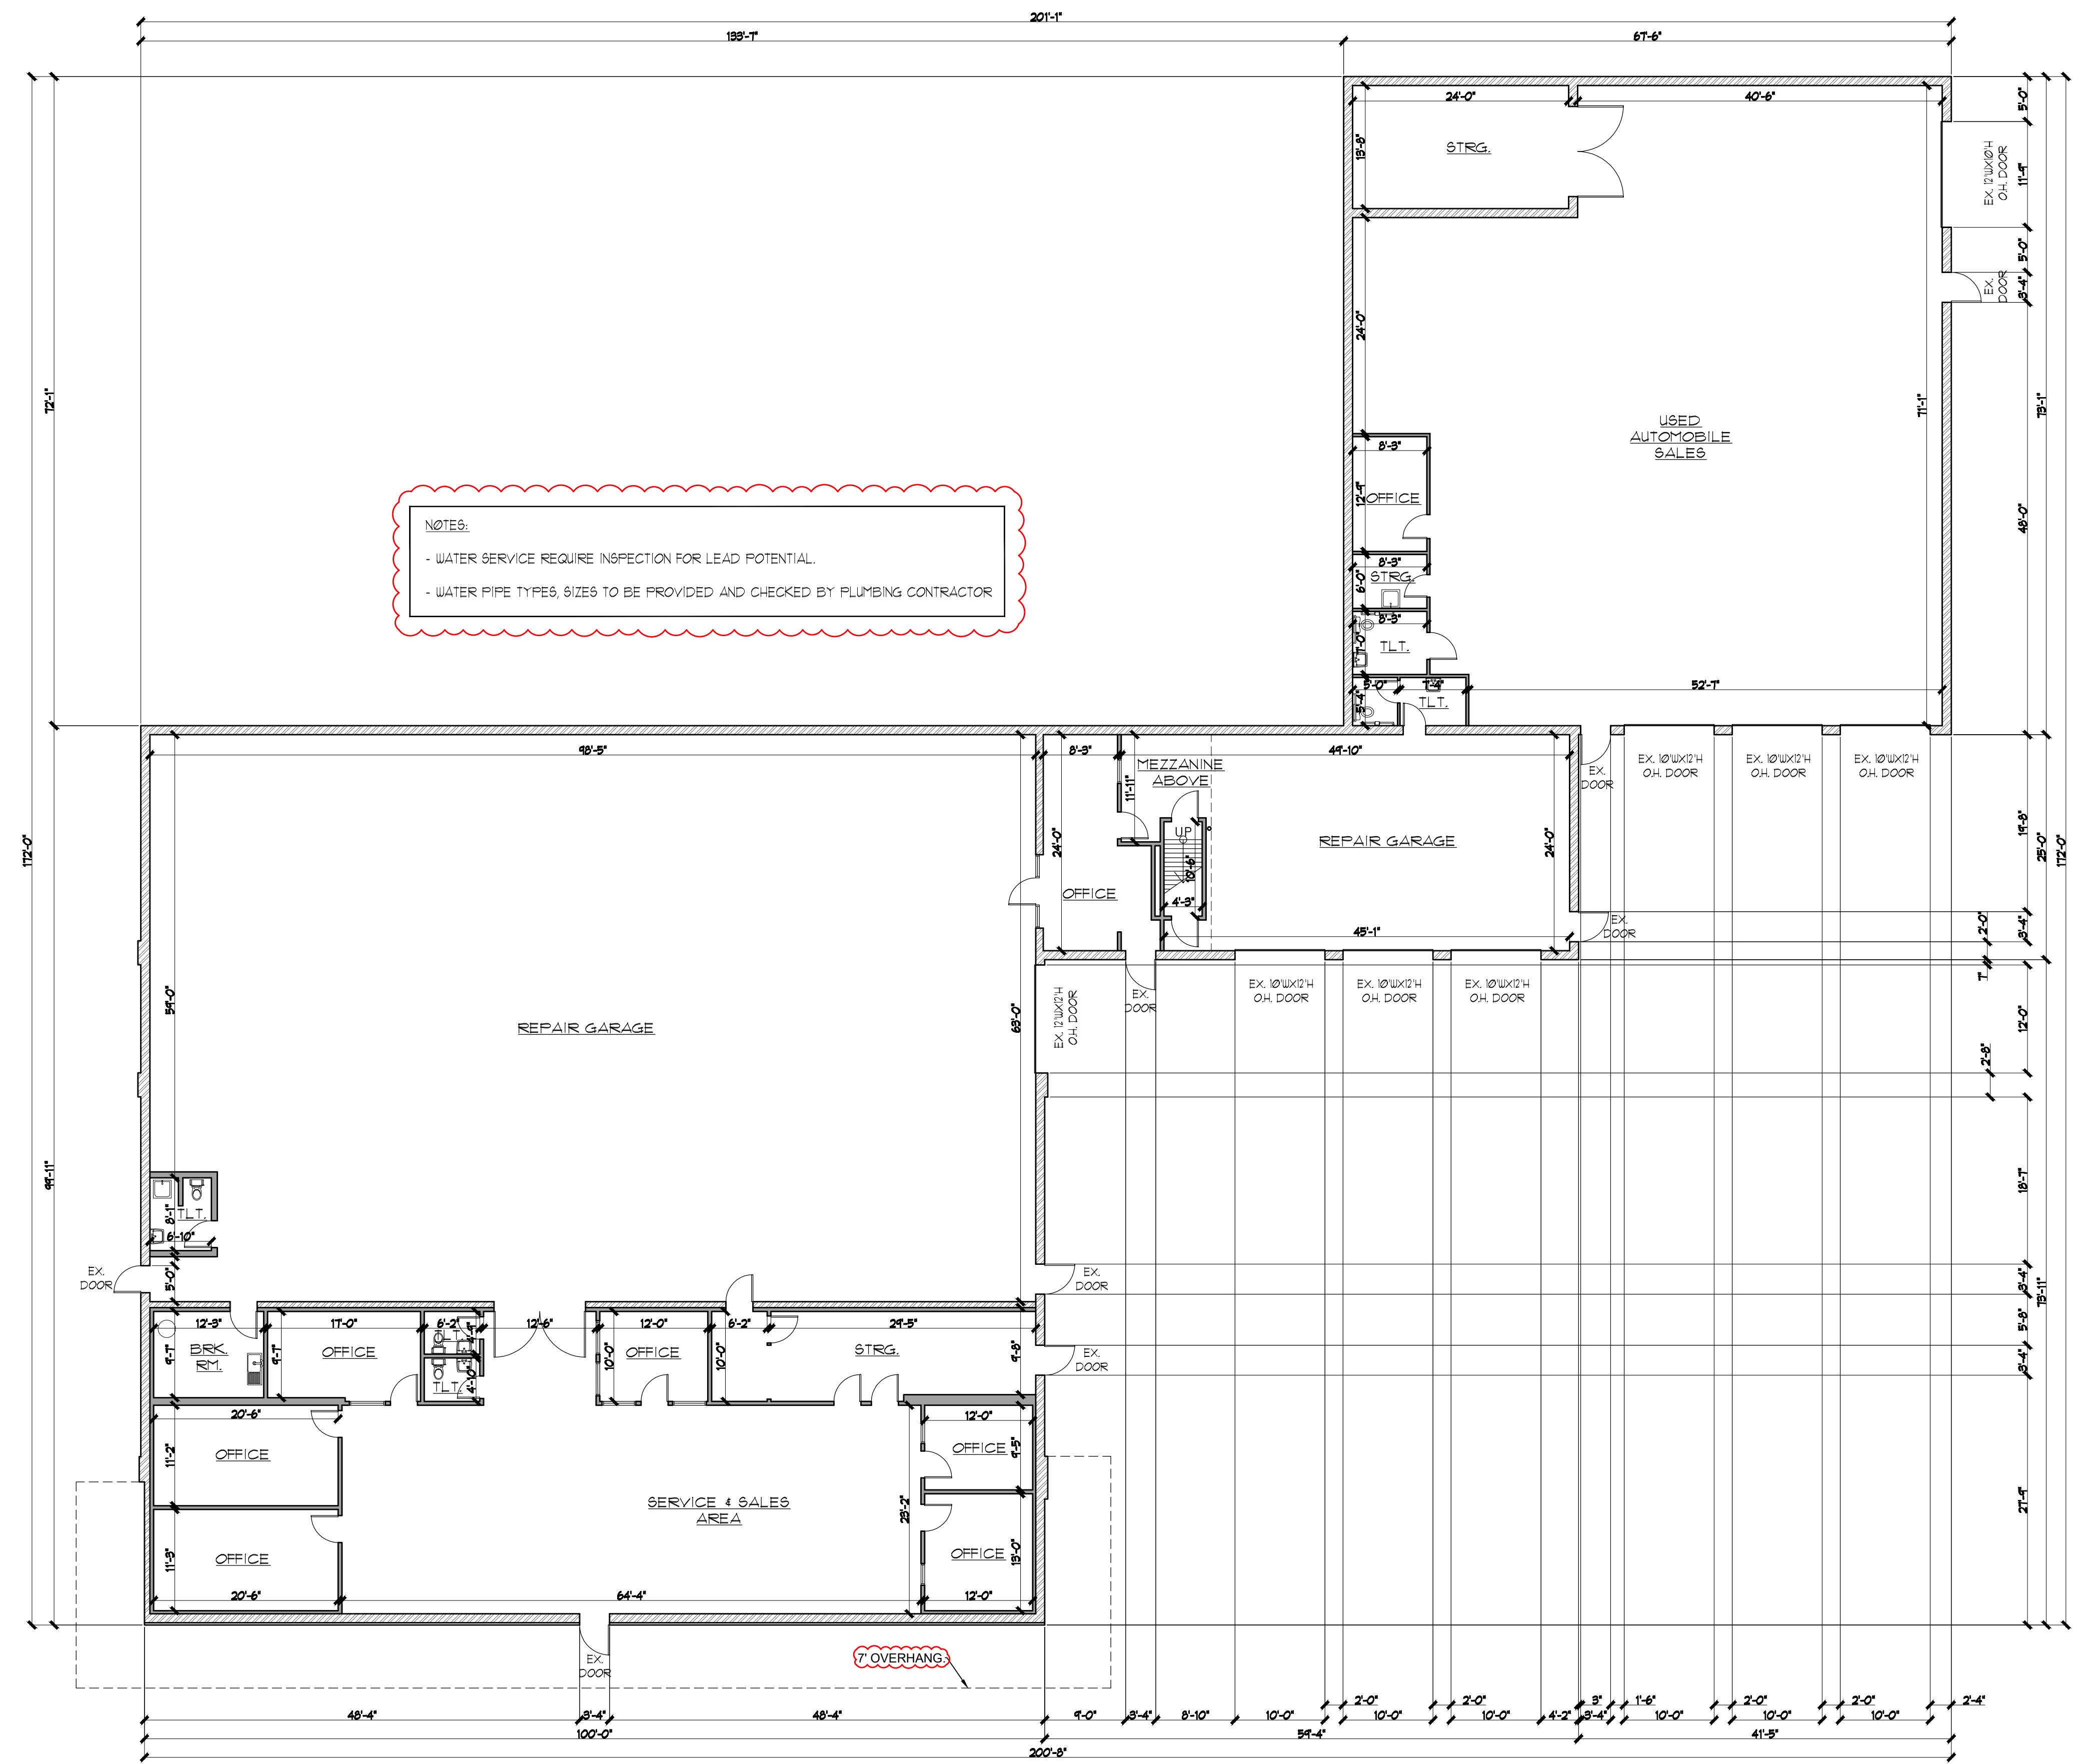 201'-1"
133'-7"
67'-6"
24'-0"
40'-6"
5'-0"
13'-8"
STRG.
EX. 12'WX10'H
O.H. DOOR
11'-9"
5'-0"
EX.
DOOR
3'-4"
24'-0"
72'-1"
71'-1"
73'-1"
USED
AUTOMOBILE
SALES
8'-3"
12'-9"
OFFICE
48'-0"
NOTES:
- WATER SERVICE REQUIRE INSPECTION FOR LEAD POTENTIAL.
- WATER PIPE TYPES, SIZES TO BE PROVIDED AND CHECKED BY PLUMBING CONTRACTOR
8'-3"
STRG.
6'-0"
8'-3"
7'-0"
TLT.
5'-0"
7'-4"
52'-7"
5'-4"
TLT.
98'-5"
8'-3"
49'-10"
MEZZANINE
ABOVE
11'-11"
EX.
DOOR
EX. 10'WX12'H
O.H. DOOR
EX. 10'WX12'H
O.H. DOOR
EX. 10'WX12'H
O.H. DOOR
172'-0"
24'-0"
UP
REPAIR GARAGE
24'-0"
19'-8"
25'-0"
172'-0"
10'-6"
OFFICE
4'-3"
45'-1"
EX.
DOOR
2'-0"
3'-4"
7"
59'-0"
63'-0"
REPAIR GARAGE
EX. 12'WX12'H
O.H. DOOR
EX.
DOOR
EX. 10'WX12'H
O.H. DOOR
EX. 10'WX12'H
O.H. DOOR
EX. 10'WX12'H
O.H. DOOR
12'-0"
2'-8"
99'-11"
18'-7"
8'-1"
TLT.
6'-10"
EX.
DOOR
5'-0"
EX.
DOOR
3'-4"
73'-11"
12'-3"
17'-0"
6'-2"
4'-9"
12'-6"
12'-0"
6'-2"
29'-5"
5'-8"
9'-7"
BRK.
RM.
9'-7"
OFFICE
TLT.
4'-10"
10'-0"
OFFICE
10'-0"
STRG.
9'-8"
EX.
DOOR
3'-4"
20'-6"
11'-2"
OFFICE
12'-0"
OFFICE
9'-5"
SERVICE & SALES
AREA
23'-2"
27'-9"
11'-3"
OFFICE
20'-6"
64'-4"
OFFICE
13'-0"
12'-0"
EX.
DOOR
7' OVERHANG.
48'-4"
3'-4"
48'-4"
9'-0"
3'-4"
8'-10"
10'-0"
2'-0"
10'-0"
2'-0"
10'-0"
4'-2"
3"
3'-4"
1'-6"
10'-0"
2'-0"
10'-0"
2'-0"
10'-0"
2'-4"
100'-0"
59'-4"
41'-5"
200'-8"